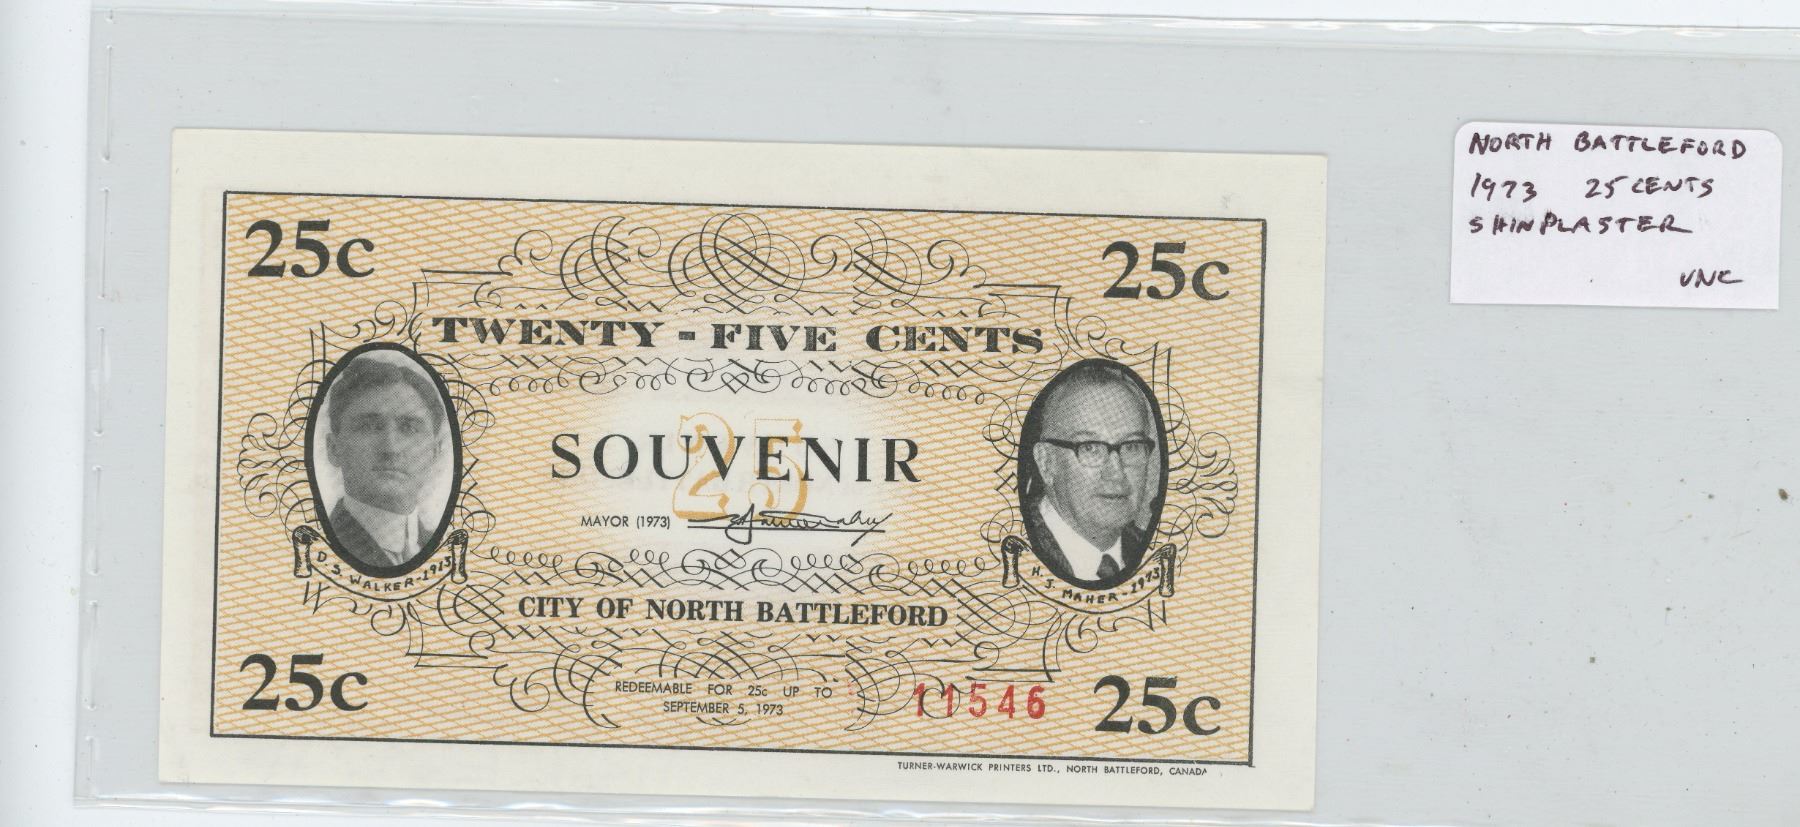 25c 25c
TWENTY - FIVE CENTS
25
SOUVENIR
MAYOR (1973)
D. S. WALKER - 1913
H. J. MAHER - 1973
CITY OF NORTH BATTLEFORD
25c 25c
REDEEMABLE FOR 25c UP TO
SEPTEMBER 5, 1973
11546
TURNER-WARWICK PRINTERS LTD., NORTH BATTLEFORD, CANADA
NORTH BATTLEFORD
1973 25 CENTS
SHINPLASTER
UNC